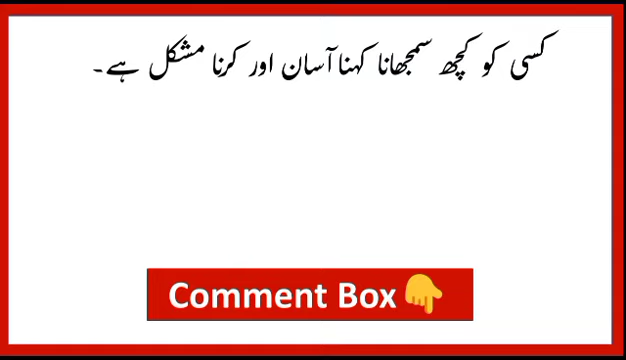 کسی کو کچھ سمجھانا کہنا آسان اور کرنا مشکل ہے۔
Comment Box👇